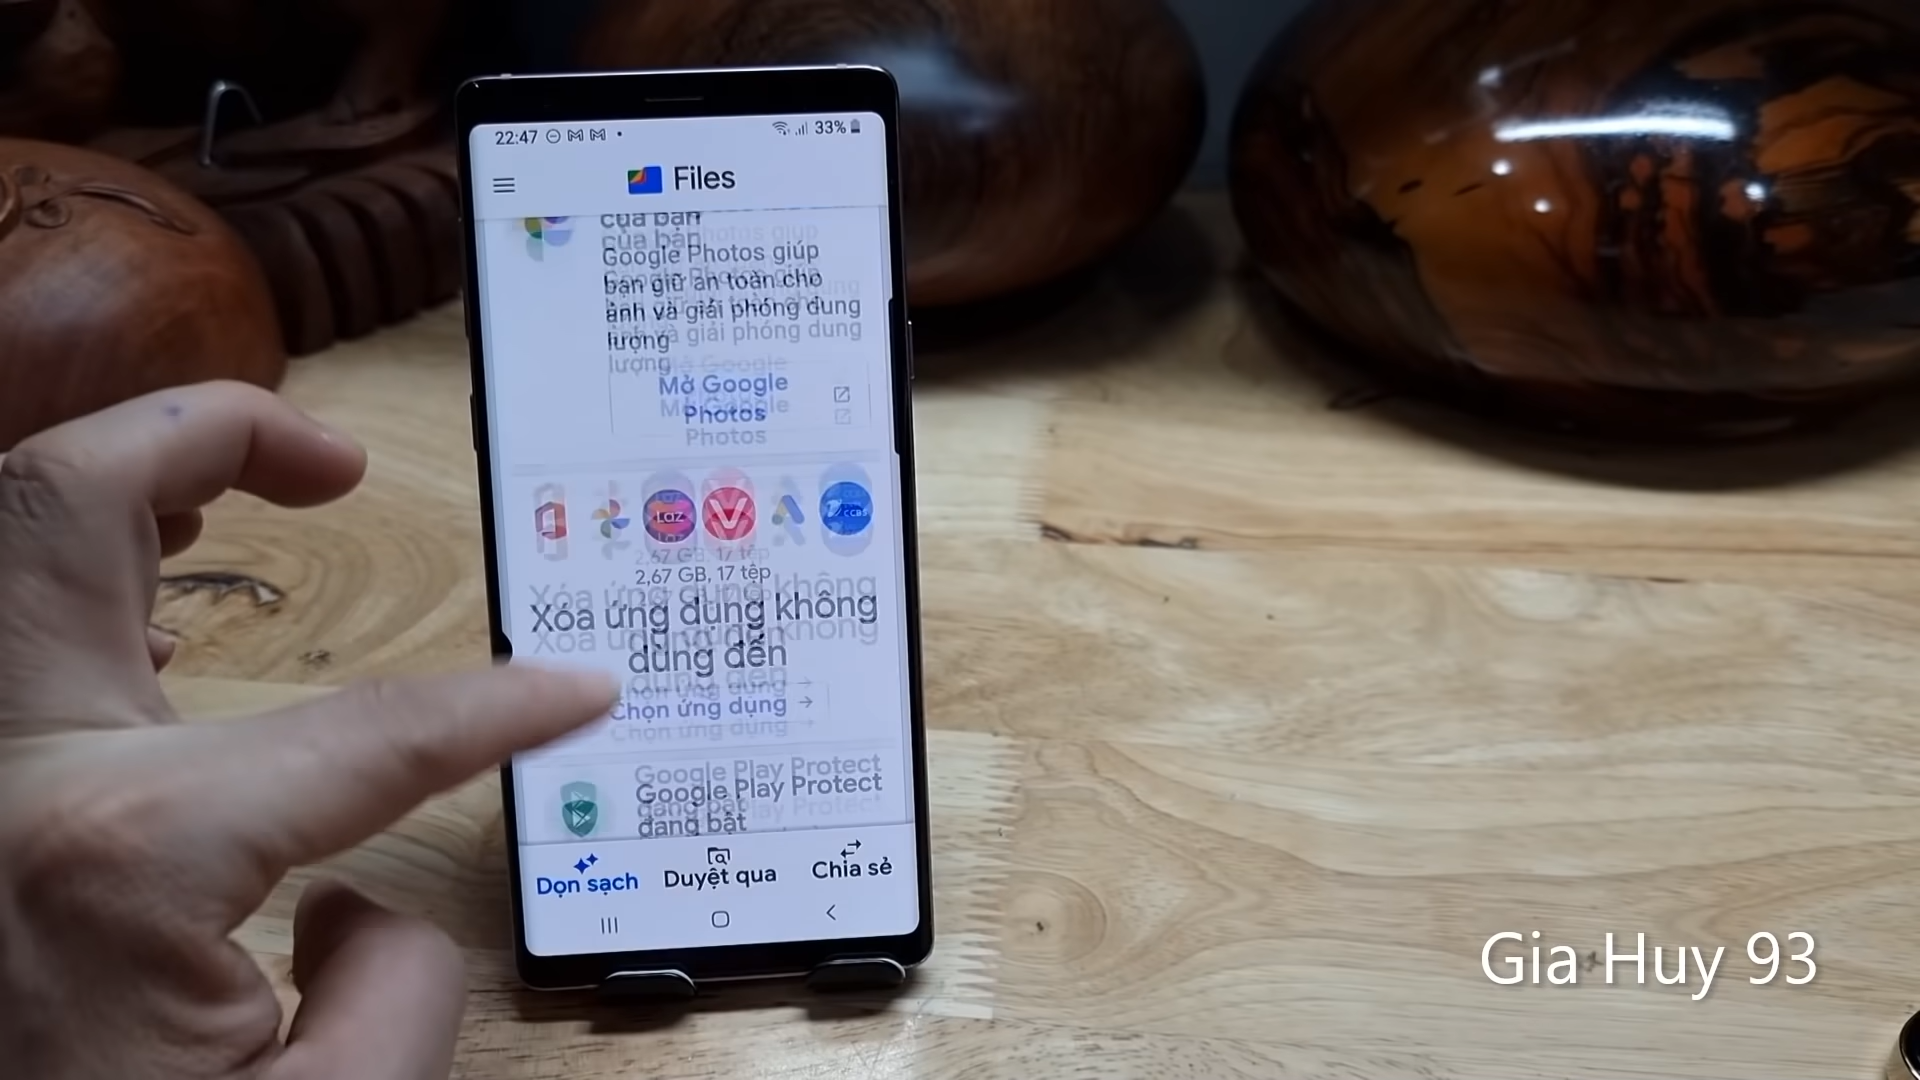 22:47
33%
Files
của bạn
Google Photos giúp
bạn giữ an toàn cho
ảnh và giải phóng dung
lượng
Mở Google
Photos
Laz
CCBS
2,67 GB, 17 tệp
Xóa ứng dụng không
dùng đến
Chọn ứng dụng
Google Play Protect
đang bật
Dọn sạch
Duyệt qua
Chia sẻ
Gia Huy 93